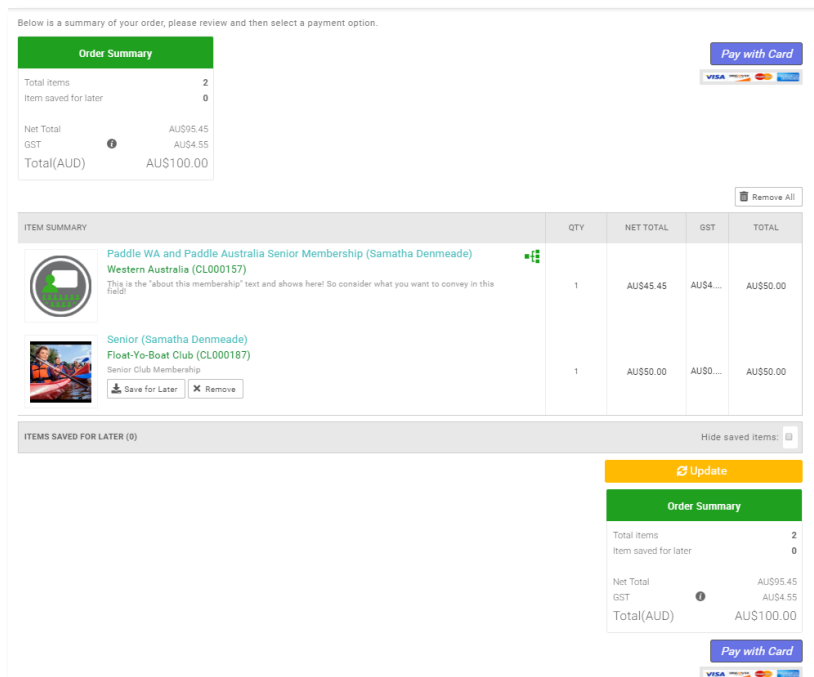 Below is a summary of your order, please review and then select a payment option.
Order Summary
Pay with Card
Total items 2
VISA
Item saved for later 0
Net Total AU$95.45
GST AU$4.55
Total(AUD) AU$100.00
Remove All
ITEM SUMMARY QTY NET TOTAL GST TOTAL
Paddle WA and Paddle Australia Senior Membership (Samatha Denmeade)
Western Australia (CL000157)
This is the "about this membership" text and shows here! So consider what you want to convey in this
field!
1 AU$45.45 AU$4.... AU$50.00
Senior (Samatha Denmeade)
Float-Yo-Boat Club (CL000187)
Senior Club Membership
Save for Later Remove
1 AU$50.00 AU$0.... AU$50.00
ITEMS SAVED FOR LATER (0) Hide saved items:
Update
Order Summary
Total items 2
Item saved for later 0
Net Total AU$95.45
GST AU$4.55
Total(AUD) AU$100.00
Pay with Card
VISA